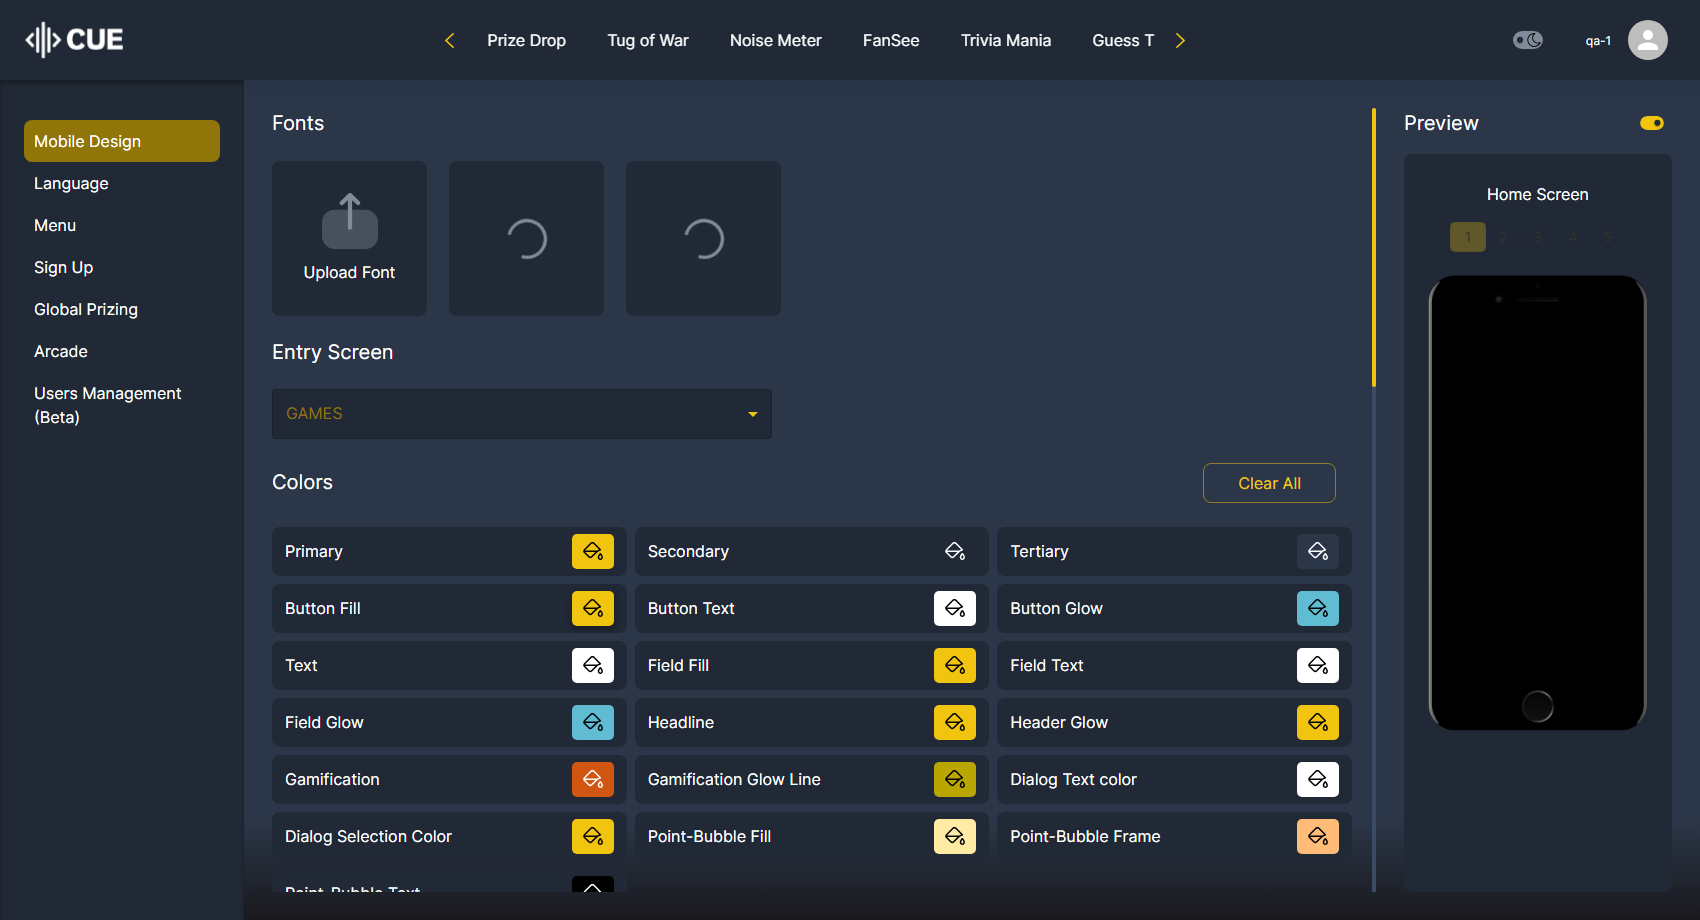 CUE
Prize Drop
Tug of War
Noise Meter
FanSee
Trivia Mania
Guess T
qa-1
Mobile Design
Language
Menu
Sign Up
Global Prizing
Arcade
Users Management
(Beta)
Fonts
Upload Font
Entry Screen
GAMES
Colors
Clear All
Primary
Secondary
Tertiary
Button Fill
Button Text
Button Glow
Text
Field Fill
Field Text
Field Glow
Headline
Header Glow
Gamification
Gamification Glow Line
Dialog Text color
Dialog Selection Color
Point-Bubble Fill
Point-Bubble Frame
Point-Bubble Text
Preview
Home Screen
1 2 3 4 5